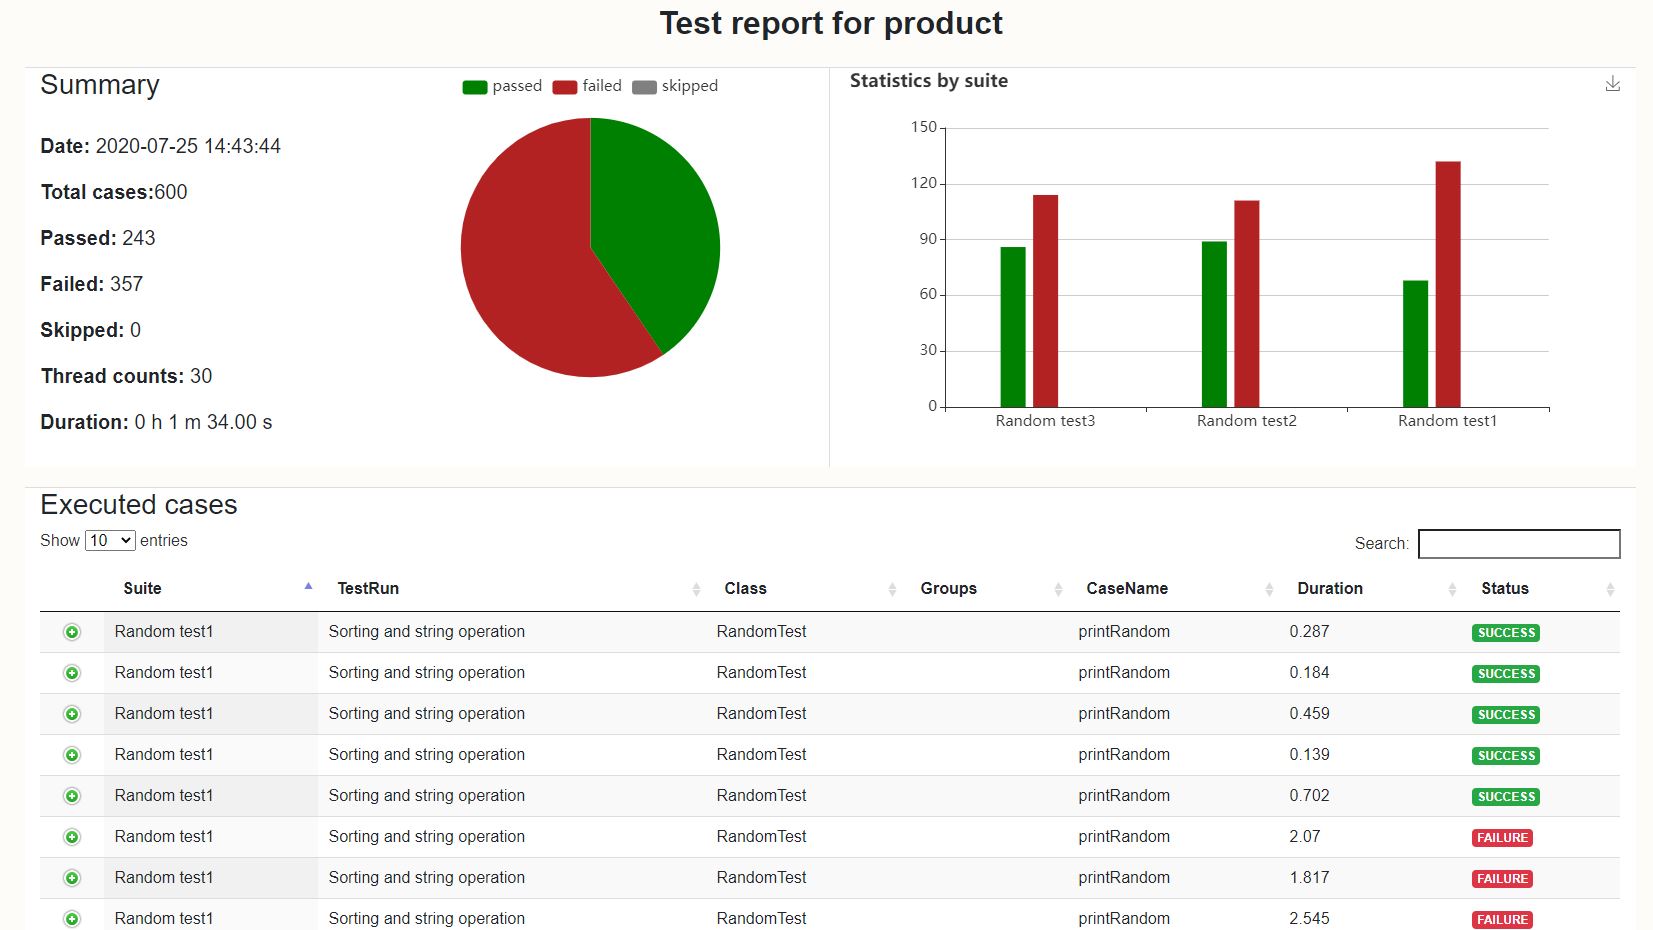 Test report for product
Summary
passed failed skipped
Date: 2020-07-25 14:43:44
Total cases:600
Passed: 243
Failed: 357
Skipped: 0
Thread counts: 30
Duration: 0 h 1 m 34.00 s
Statistics by suite
150
120
90
60
30
0
Random test3 Random test2 Random test1
Executed cases
Show 10 entries
Search:
Suite TestRun Class Groups CaseName Duration Status
Random test1 Sorting and string operation RandomTest printRandom 0.287 SUCCESS
Random test1 Sorting and string operation RandomTest printRandom 0.184 SUCCESS
Random test1 Sorting and string operation RandomTest printRandom 0.459 SUCCESS
Random test1 Sorting and string operation RandomTest printRandom 0.139 SUCCESS
Random test1 Sorting and string operation RandomTest printRandom 0.702 SUCCESS
Random test1 Sorting and string operation RandomTest printRandom 2.07 FAILURE
Random test1 Sorting and string operation RandomTest printRandom 1.817 FAILURE
Random test1 Sorting and string operation RandomTest printRandom 2.545 FAILURE